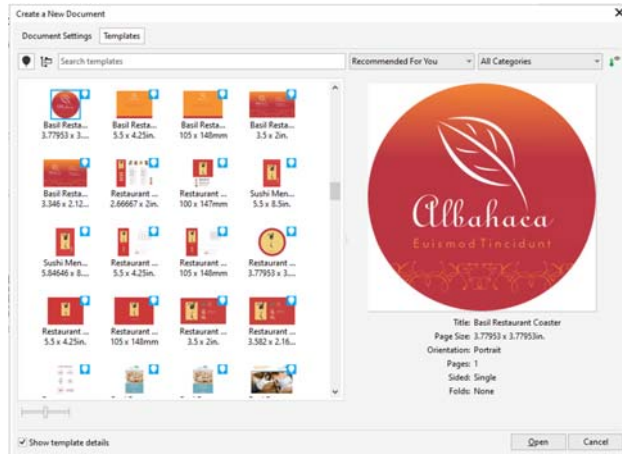 Create a New Document
Document Settings Templates
Search templates Recommended For You All Categories
Basil Resta... Basil Resta... Basil Resta... Basil Resta...
3.77953 x 3.... 5.5 x 4.25in. 105 x 148mm 3.5 x 2in.
Basil Resta... Restaurant ... Restaurant ... Sushi Men...
3.346 x 2.12... 2.66667 x 2in. 100 x 147mm 5.5 x 8.5in.
Sushi Men... Restaurant ... Restaurant ... Restaurant ...
5.84646 x 8.... 5.5 x 4.25in. 105 x 148mm 3.77953 x 3....
Restaurant ... Restaurant ... Restaurant ... Restaurant ...
5.5 x 4.25in. 105 x 148mm 3.5 x 2in. 3.582 x 2.16...
Albahaca
Euismod Tincidunt
Title: Basil Restaurant Coaster
Page Size: 3.77953 x 3.77953in.
Orientation: Portrait
Pages: 1
Sided: Single
Folds: None
Show template details Open Cancel